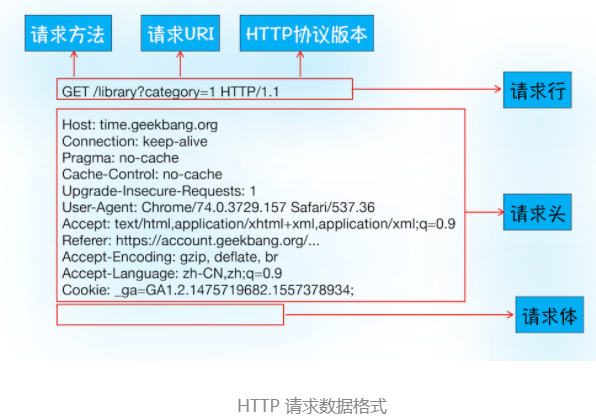 请求方法 请求URI HTTP协议版本
GET /library?category=1 HTTP/1.1
请求行
Host: time.geekbang.org
Connection: keep-alive
Pragma: no-cache
Cache-Control: no-cache
Upgrade-Insecure-Requests: 1
User-Agent: Chrome/74.0.3729.157 Safari/537.36
Accept: text/html,application/xhtml+xml,application/xml;q=0.9
Referer: https://account.geekbang.org/...
Accept-Encoding: gzip, deflate, br
Accept-Language: zh-CN,zh;q=0.9
Cookie: _ga=GA1.2.1475719682.1557378934;
请求头
请求体
HTTP 请求数据格式